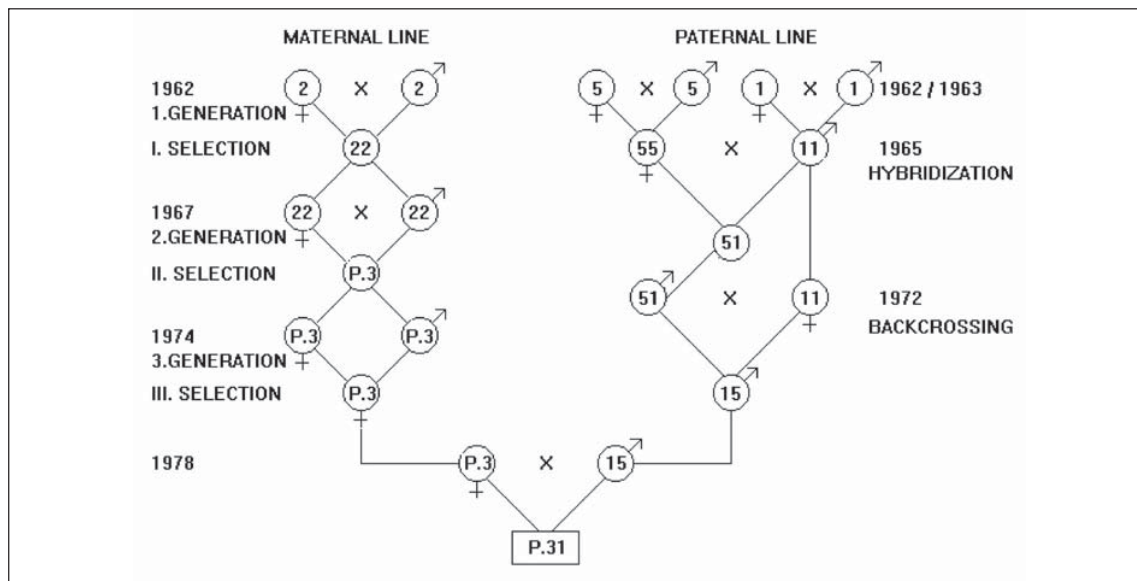 MATERNAL LINE PATERNAL LINE
1962 2 X 2 5 X 5 1 X 1 1962 / 1963
1.GENERATION
I. SELECTION 22 55 X 11 1965
HYBRIDIZATION
1967 22 X 22
2.GENERATION 51
II. SELECTION P.3 51 X 11 1972
BACKCROSSING
1974 P.3 P.3
3.GENERATION
III. SELECTION P.3 15
1978 P.3 X 15
P.31